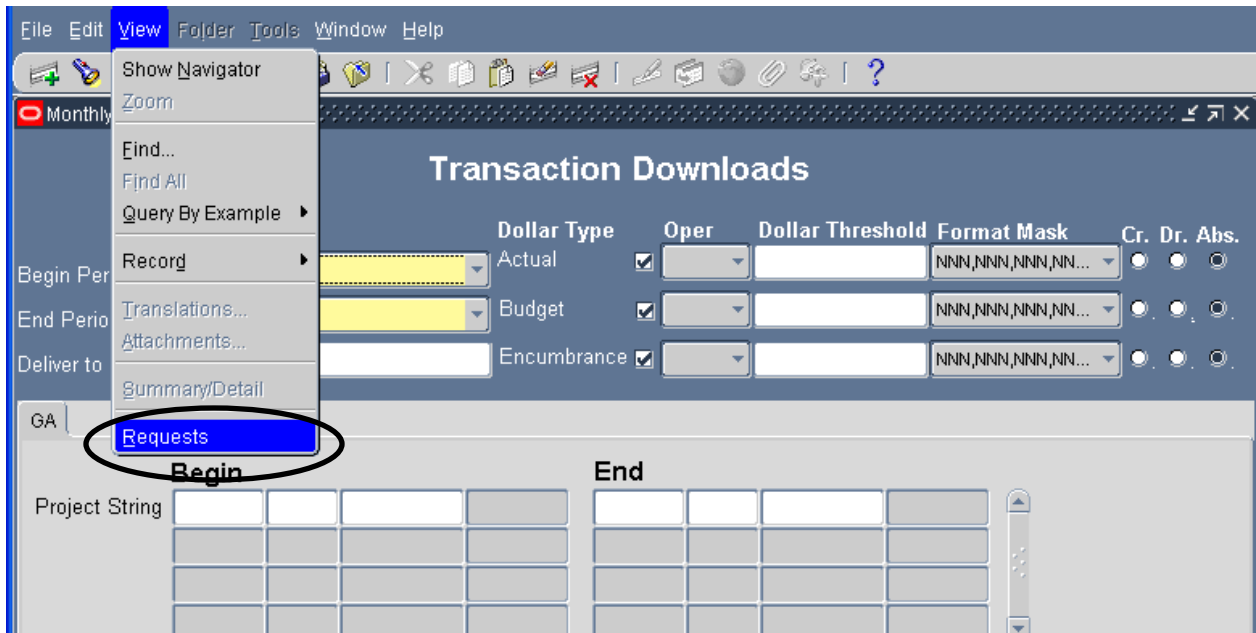 File Edit View Folder Tools Window Help
Show Navigator
Zoom
Monthly
Find...
Find All
Query By Example
Record
Translations...
Attachments...
Summary/Detail
Requests
Transaction Downloads
Dollar Type Oper Dollar Threshold Format Mask Cr. Dr. Abs.
Begin Per Actual NNN,NNN,NNN,NN...
End Perio Budget NNN,NNN,NNN,NN...
Deliver to Encumbrance NNN,NNN,NNN,NN...
GA
Begin End
Project String